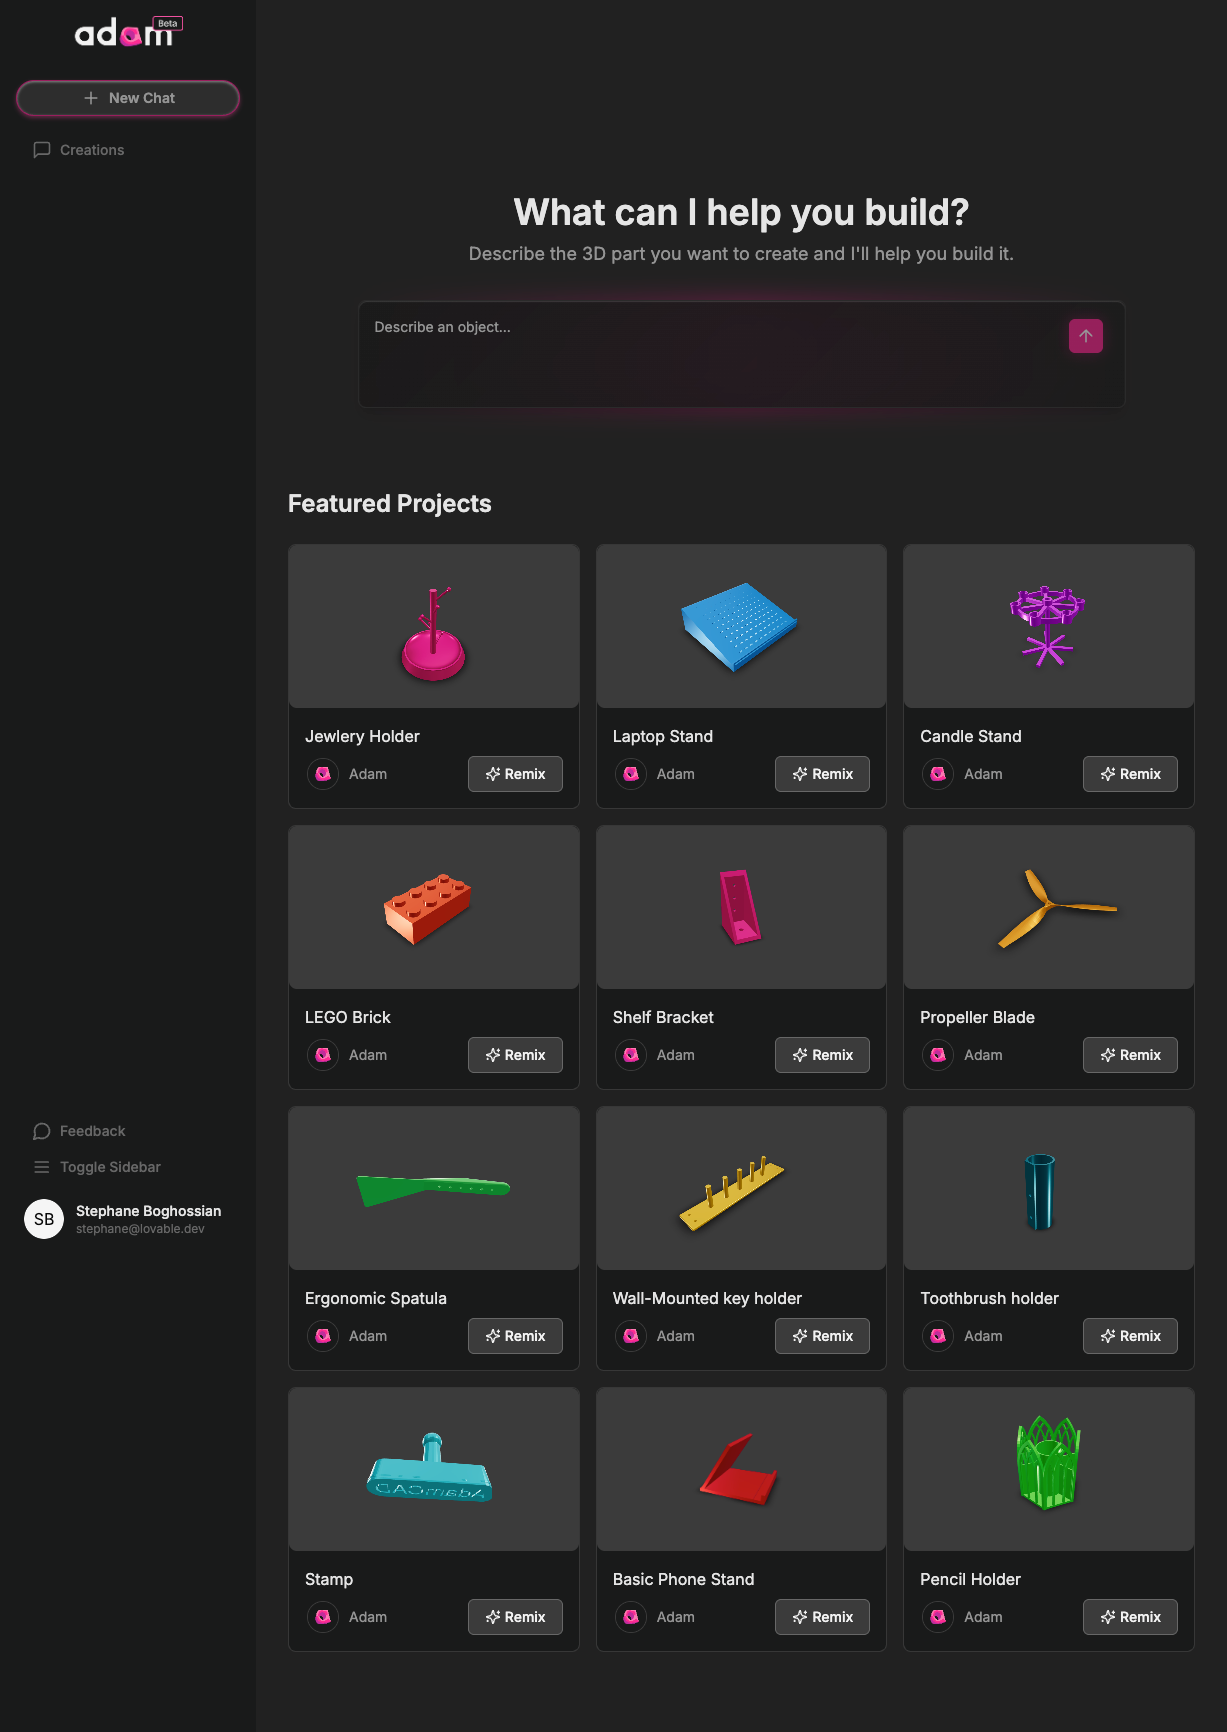 adam
Beta
New Chat
Creations
What can I help you build?
Describe the 3D part you want to create and I'll help you build it.
Describe an object...
Featured Projects
Jewlery Holder
Adam
Remix
Laptop Stand
Adam
Remix
Candle Stand
Adam
Remix
LEGO Brick
Adam
Remix
Shelf Bracket
Adam
Remix
Propeller Blade
Adam
Remix
Ergonomic Spatula
Adam
Remix
Wall-Mounted key holder
Adam
Remix
Toothbrush holder
Adam
Remix
AdamCAD
Stamp
Adam
Remix
Basic Phone Stand
Adam
Remix
Pencil Holder
Adam
Remix
Feedback
Toggle Sidebar
SB
Stephane Boghossian
stephane@lovable.dev